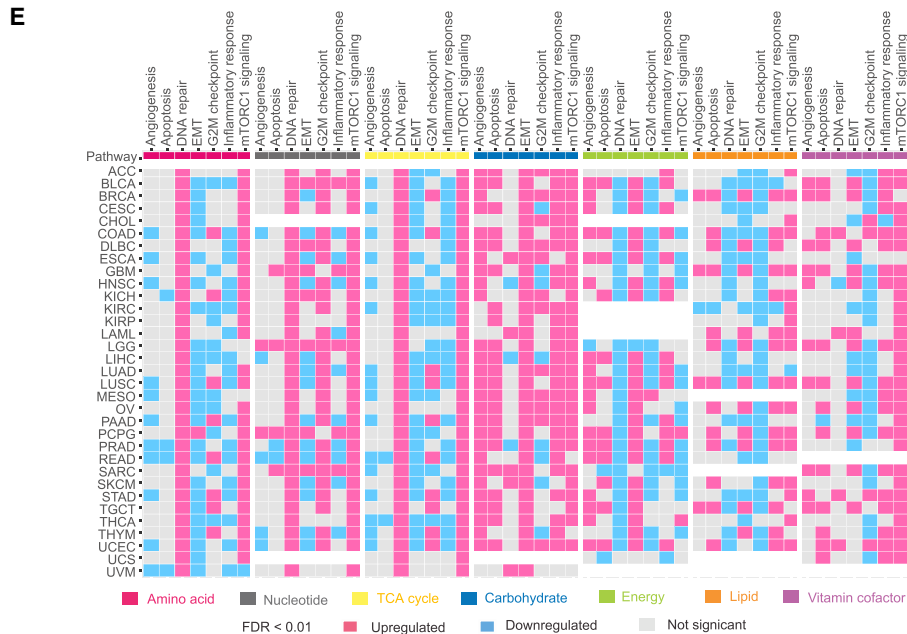 E
Angiogenesis Apoptosis DNA repair EMT G2M checkpoint Inflammatory response mTORC1 signaling Angiogenesis Apoptosis DNA repair EMT G2M checkpoint Inflammatory response mTORC1 signaling Angiogenesis Apoptosis DNA repair EMT G2M checkpoint Inflammatory response mTORC1 signaling Angiogenesis Apoptosis DNA repair EMT G2M checkpoint Inflammatory response mTORC1 signaling Angiogenesis Apoptosis DNA repair EMT G2M checkpoint Inflammatory response mTORC1 signaling Angiogenesis Apoptosis DNA repair EMT G2M checkpoint Inflammatory response mTORC1 signaling Angiogenesis Apoptosis DNA repair EMT G2M checkpoint Inflammatory response mTORC1 signaling
Pathway
ACC
BLCA
BRCA
CESC
CHOL
COAD
DLBC
ESCA
GBM
HNSC
KICH
KIRC
KIRP
LAML
LGG
LIHC
LUAD
LUSC
MESO
OV
PAAD
PCPG
PRAD
READ
SARC
SKCM
STAD
TGCT
THCA
THYM
UCEC
UCS
UVM
Amino acid Nucleotide TCA cycle Carbohydrate Energy Lipid Vitamin cofactor
FDR < 0.01 Upregulated Downregulated Not signicant